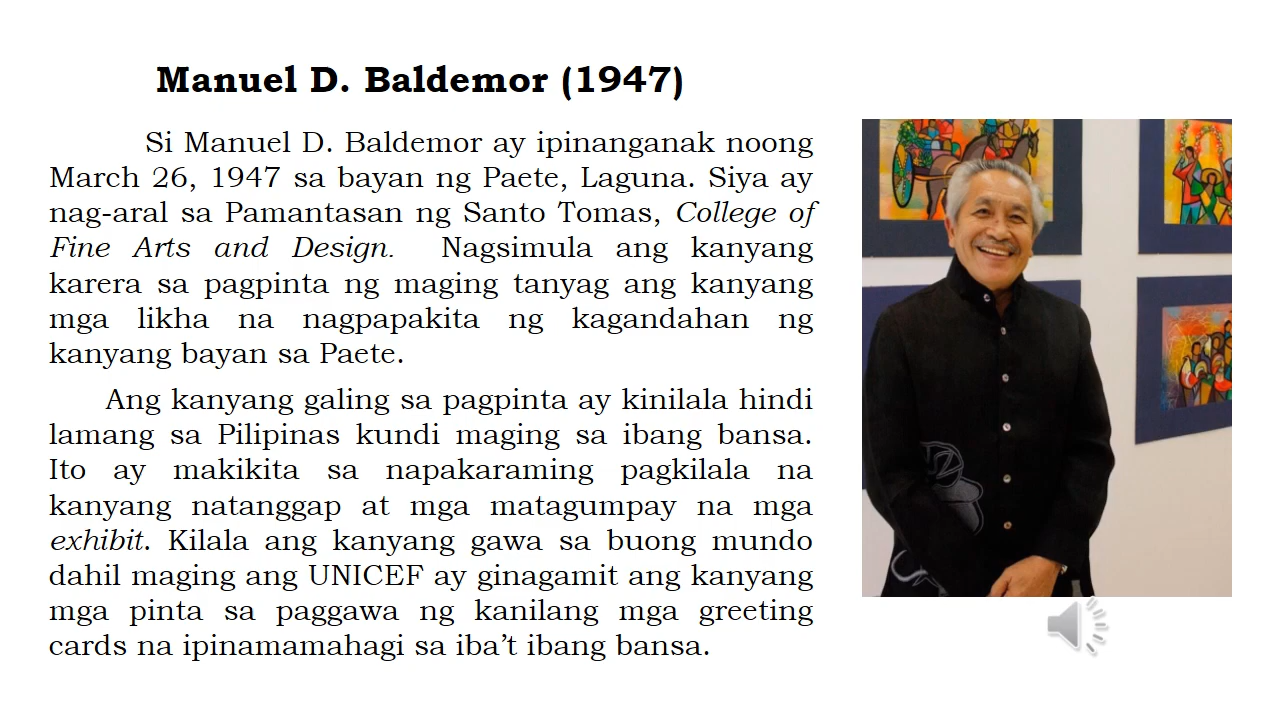 Manuel D. Baldemor (1947)
Si Manuel D. Baldemor ay ipinanganak noong
March 26, 1947 sa bayan ng Paete, Laguna. Siya ay
nag-aral sa Pamantasan ng Santo Tomas, College of
Fine Arts and Design. Nagsimula ang kanyang
karera sa pagpinta ng maging tanyag ang kanyang
mga likha na nagpapakita ng kagandahan ng
kanyang bayan sa Paete.
Ang kanyang galing sa pagpinta ay kinilala hindi
lamang sa Pilipinas kundi maging sa ibang bansa.
Ito ay makikita sa napakaraming pagkilala na
kanyang natanggap at mga matagumpay na mga
exhibit. Kilala ang kanyang gawa sa buong mundo
dahil maging ang UNICEF ay ginagamit ang kanyang
mga pinta sa paggawa ng kanilang mga greeting
cards na ipinamamahagi sa iba’t ibang bansa.